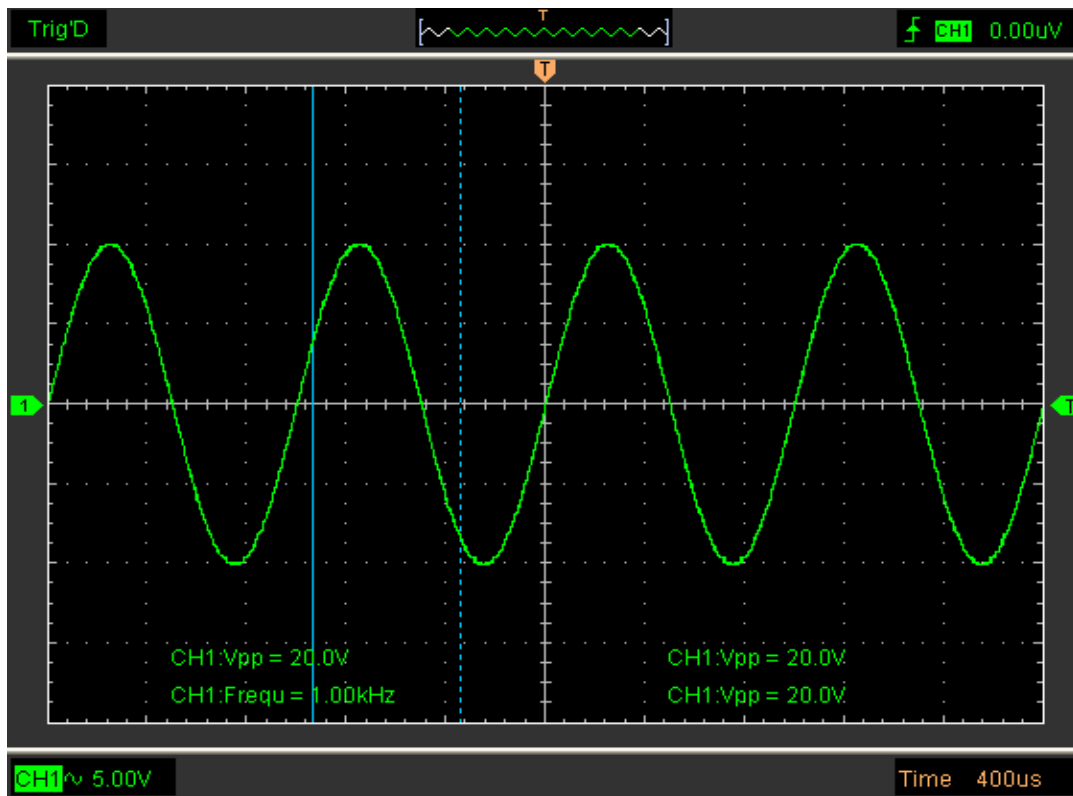 Trig'D
T
CH1 0.00uV
T
1
T
CH1:Vpp = 20.0V
CH1:Vpp = 20.0V
CH1:Frequ = 1.00kHz
CH1:Vpp = 20.0V
CH1 5.00V
Time 400us